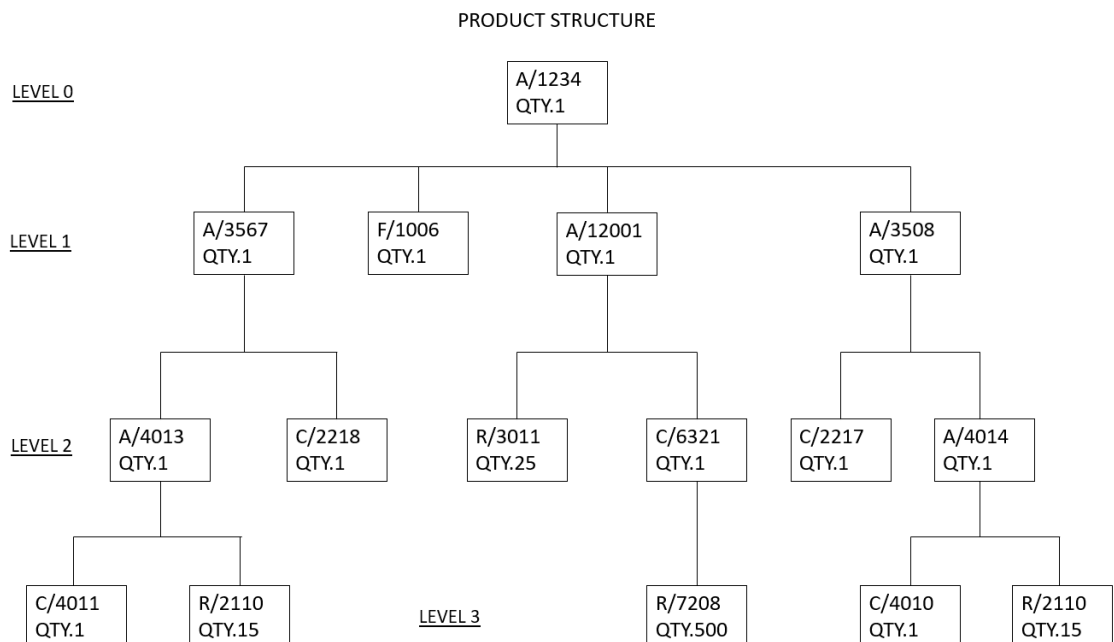 PRODUCT STRUCTURE
LEVEL 0
A/1234
QTY.1
LEVEL 1
A/3567
QTY.1
F/1006
QTY.1
A/12001
QTY.1
A/3508
QTY.1
LEVEL 2
A/4013
QTY.1
C/2218
QTY.1
R/3011
QTY.25
C/6321
QTY.1
C/2217
QTY.1
A/4014
QTY.1
C/4011
QTY.1
R/2110
QTY.15
LEVEL 3
R/7208
QTY.500
C/4010
QTY.1
R/2110
QTY.15